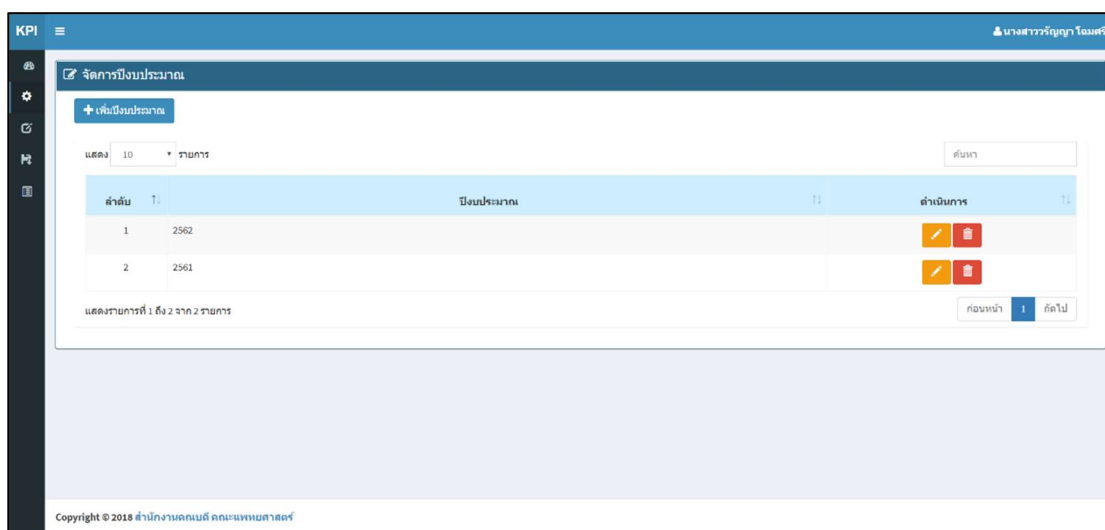 KPI นางสาววรัญญา โฉมศรี
จัดการปีงบประมาณ
เพิ่มปีงบประมาณ
แสดง 10 รายการ ค้นหา
ลำดับ ปีงบประมาณ ดำเนินการ
1 2562
2 2561
แสดงรายการที่ 1 ถึง 2 จาก 2 รายการ ก่อนหน้า 1 ถัดไป
Copyright © 2018 สำนักงานคณบดี คณะแพทยศาสตร์